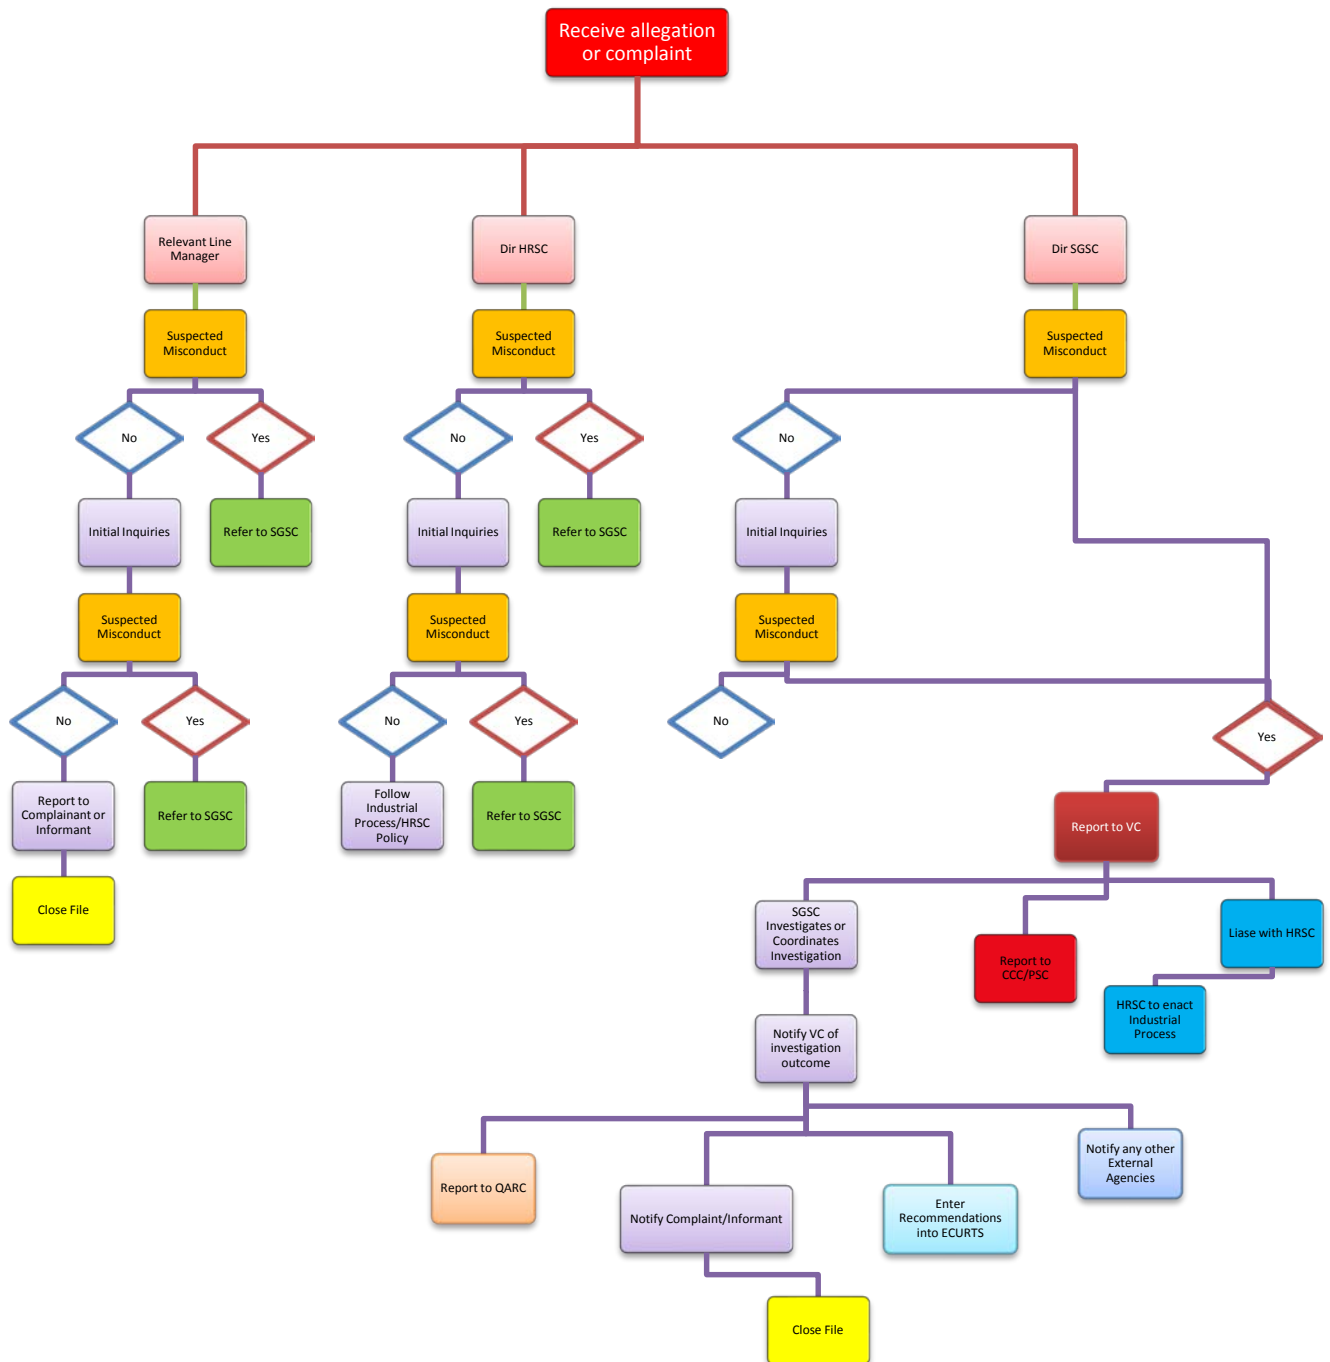 Receive allegation
or complaint
Relevant Line
Manager
Dir HRSC
Dir SGSC
Suspected
Misconduct
Suspected
Misconduct
Suspected
Misconduct
No
Yes
No
Yes
No
Initial Inquiries
Refer to SGSC
Initial Inquiries
Refer to SGSC
Initial Inquiries
Suspected
Misconduct
Suspected
Misconduct
Suspected
Misconduct
No
Yes
No
Yes
No
Yes
Report to
Complainant or
Informant
Refer to SGSC
Follow
Industrial
Process/HRSC
Policy
Refer to SGSC
Report to VC
Close File
SGSC
Investigates or
Coordinates
Investigation
Report to
CCC/PSC
Liase with HRSC
HRSC to enact
Industrial
Process
Notify VC of
investigation
outcome
Report to QARC
Notify Complaint/Informant
Enter
Recommendations
into ECURTS
Notify any other
External
Agencies
Close File